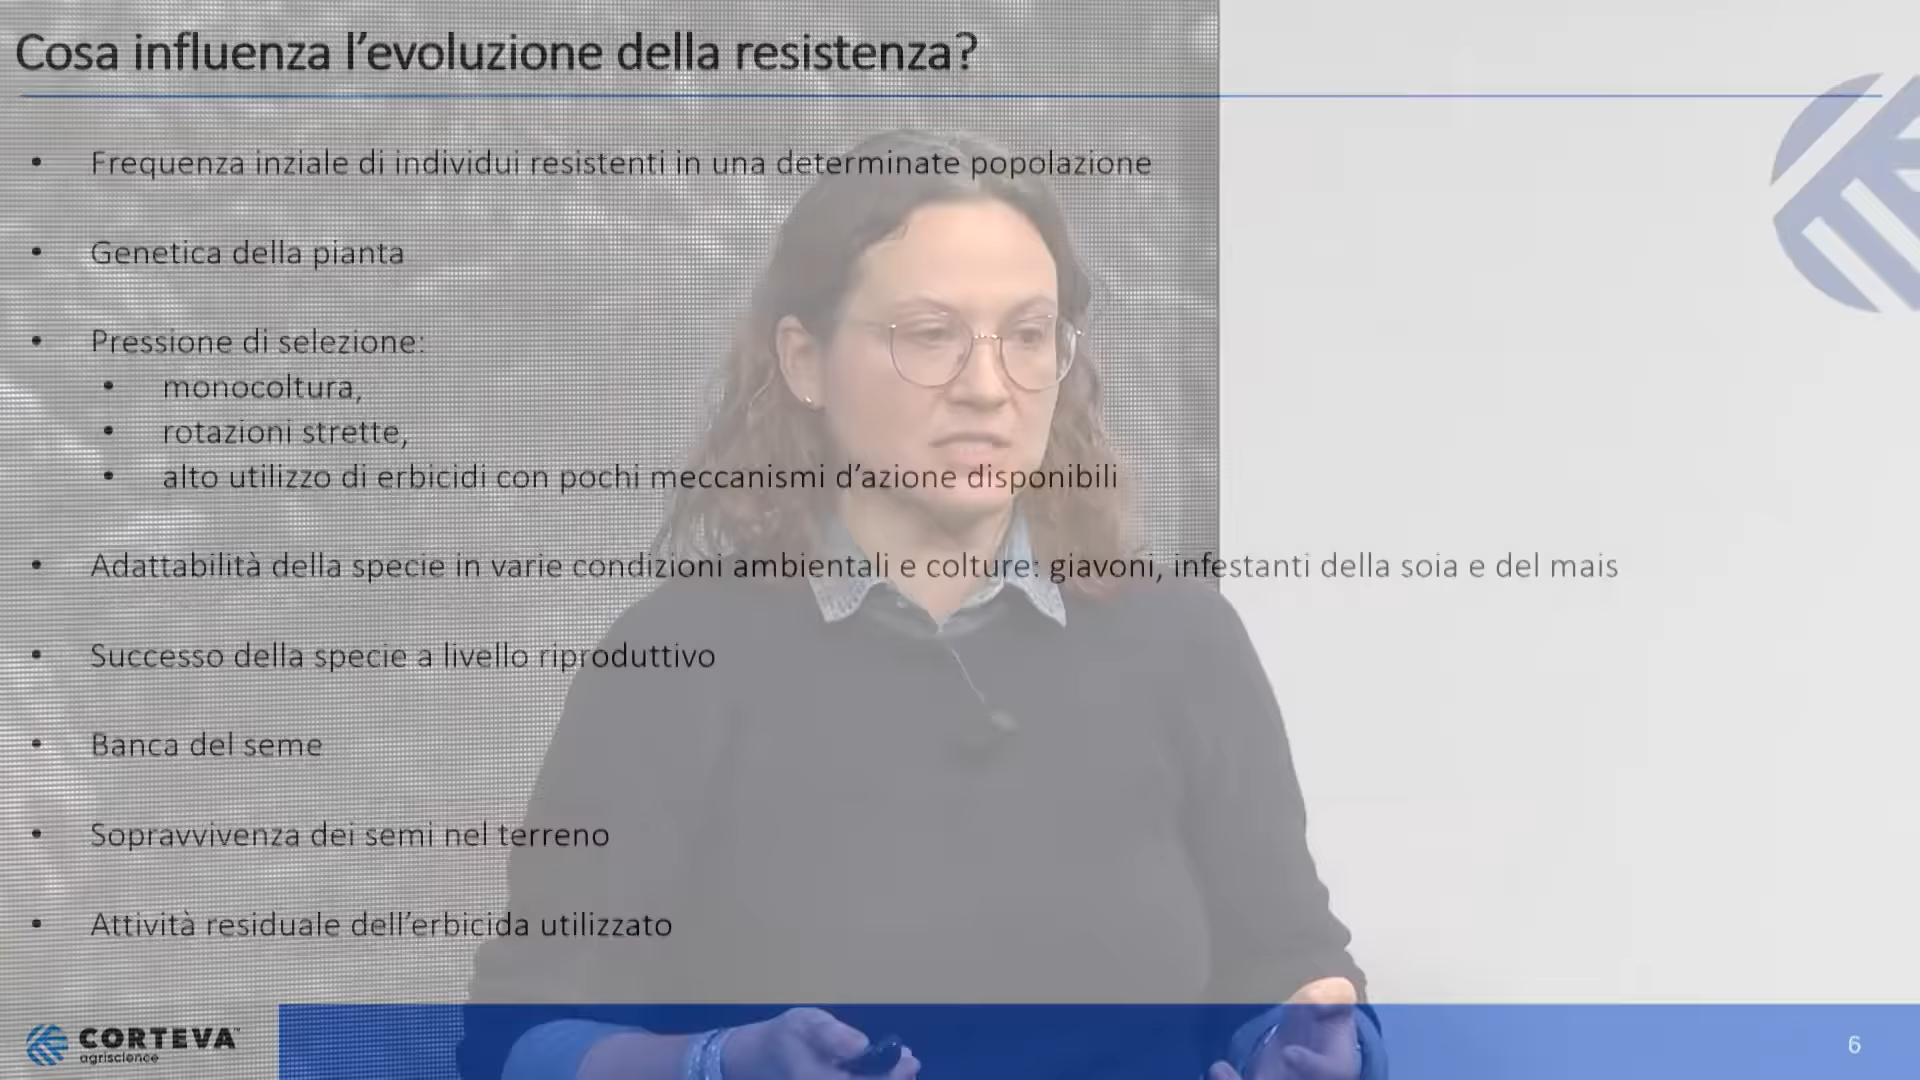 Cosa influenza l'evoluzione della resistenza?
• Frequenza inziale di individui resistenti in una determinate popolazione
• Genetica della pianta
• Pressione di selezione:
• monocoltura,
• rotazioni strette,
• alto utilizzo di erbicidi con pochi meccanismi d'azione disponibili
• Adattabilità della specie in varie condizioni ambientali e colture: giavoni, infestanti della soia e del mais
• Successo della specie a livello riproduttivo
• Banca del seme
• Sopravvivenza dei semi nel terreno
• Attività residuale dell'erbicida utilizzato
CORTEVA™
agriscience
6